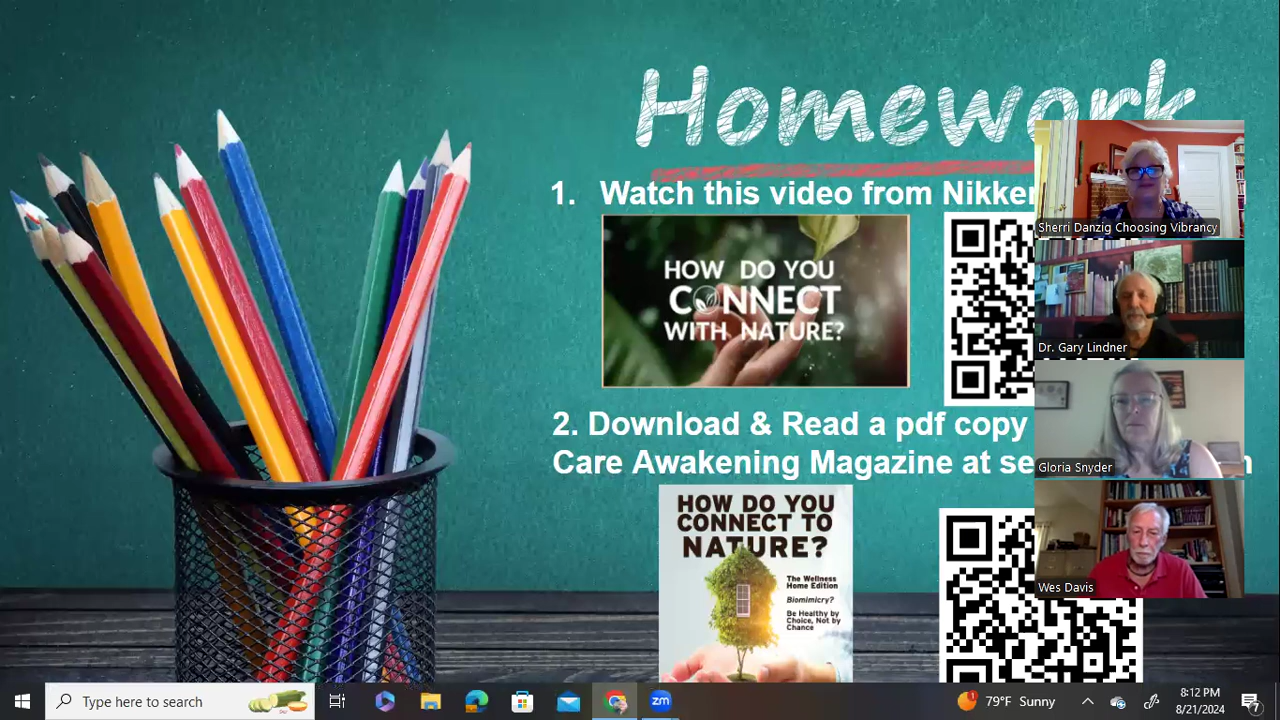 Homework
1. Watch this video from Nikken
HOW DO YOU
CONNECT
WITH NATURE?
2. Download & Read a pdf copy
Care Awakening Magazine at se
HOW DO YOU
CONNECT TO
NATURE?
The Wellness
Home Edition
Biomimicry?
Be Healthy by
Choice, Not by
Chance
Sherri Danzig Choosing Vibrancy
Dr. Gary Lindner
Gloria Snyder
Wes Davis
Type here to search
zm
1
79°F Sunny
8:12 PM
8/21/2024
7